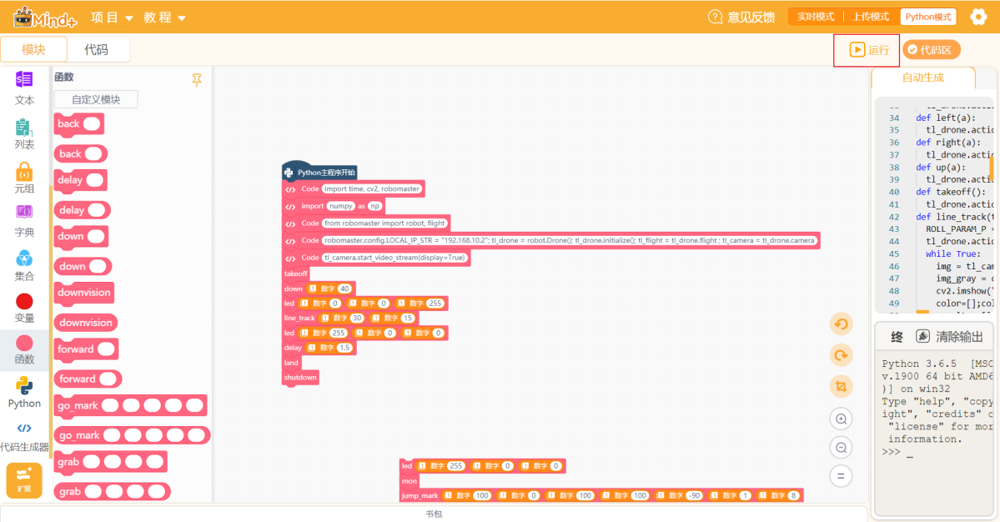 Mind+ 项目 教程 意见反馈 实时模式 上传模式 Python模式
模块 代码 运行 代码区
文本
列表
元组
字典
集合
变量
函数
Python
代码生成器
扩展
函数
自定义模块
back
back
delay
delay
down
down
downvision
downvision
forward
forward
go_mark
go_mark
grab
grab
Python主程序开始
Code import time, cv2, robomaster
import numpy as np
Code from robomaster import robot, flight
Code robomaster.config.LOCAL_IP_STR = "192.168.10.2"; tl_drone = robot.Drone(); tl_drone.initialize(); tl_flight = tl_drone.flight ; tl_camera = tl_drone.camera
Code tl_camera.start_video_stream(display=True)
takeoff
down 数字 40
led 数字 0 数字 0 数字 255
line_track 数字 30 数字 15
led 数字 255 数字 0 数字 0
delay 数字 1.5
land
shutdown
led 数字 255 数字 0 数字 0
mon
jump_mark 数字 100 数字 0 数字 100 数字 100 数字 -90 数字 1 数字 8
书包
自动生成
34 def left(a):
35 tl_drone.actio
36 def right(a):
37 tl_drone.actio
38 def up(a):
39 tl_drone.actio
40 def takeoff():
41 tl_drone.actio
42 def line_track(t
43 ROLL_PARAM_P =
44 tl_drone.actio
45 while True:
46 img = tl_cam
47 img_gray = c
48 cv2.imshow('
49 color=[];col
终 清除输出
Python 3.6.5 [MSC
v.1900 64 bit AMD6
)] on win32
Type "help", "copy
ight", "credits" o
"license" for mor
information.
>>> _